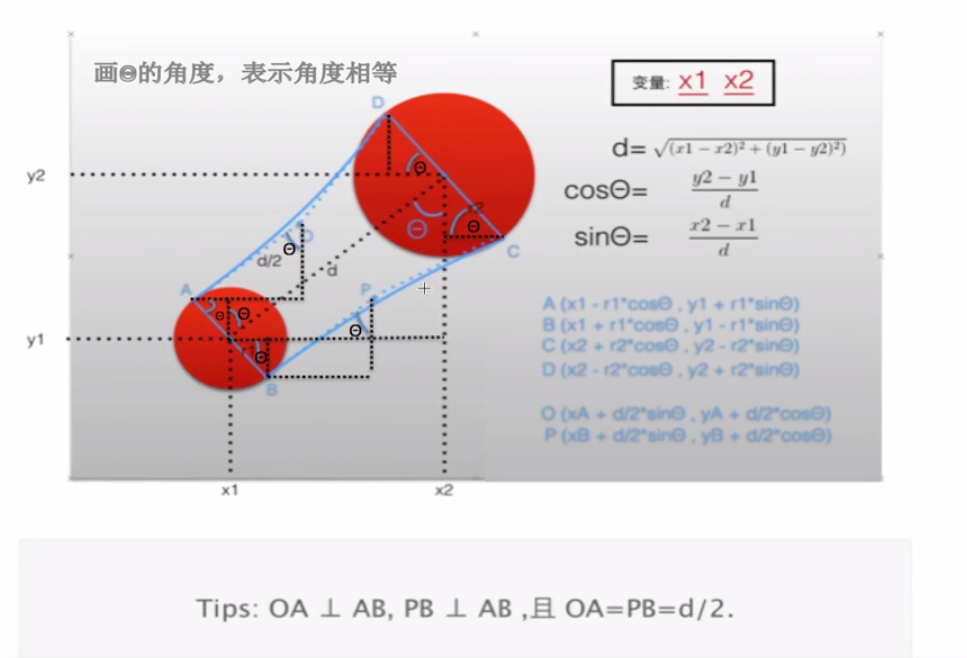 画Θ的角度，表示角度相等
变量: x1 x2
D
d= √(x1 − x2)² + (y1 − y2)²)
y2
Θ
cosΘ= y2 − y1 / d
r2
Θ
Θ
sinΘ= x2 − x1 / d
O
Θ
C
d/2
d
A
P
A (x1 - r1*cosΘ , y1 + r1*sinΘ)
Θ
Θ
B (x1 + r1*cosΘ , y1 - r1*sinΘ)
y1
Θ
C (x2 + r2*cosΘ , y2 - r2*sinΘ)
Θ
D (x2 - r2*cosΘ , y2 + r2*sinΘ)
B
O (xA + d/2*sinΘ , yA + d/2*cosΘ)
P (xB + d/2*sinΘ , yB + d/2*cosΘ)
x1
x2
Tips: OA ⊥ AB, PB ⊥ AB ,且 OA=PB=d/2.